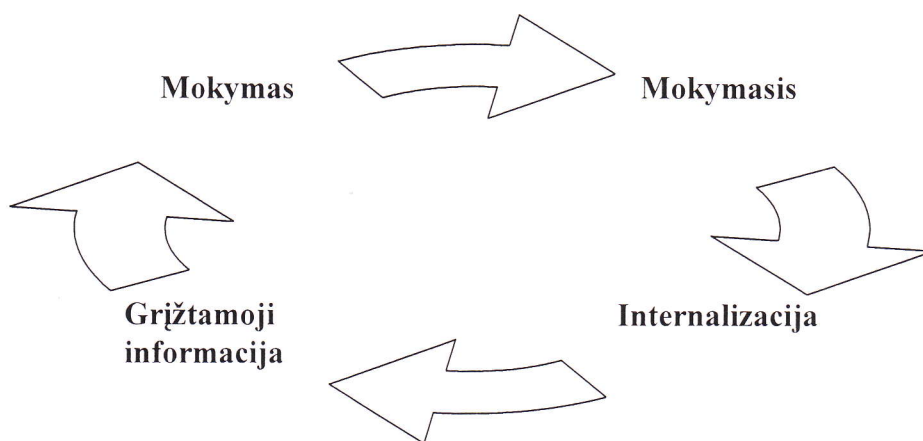 Mokymas
Mokymasis
Internalizacija
Grįžtamoji
informacija